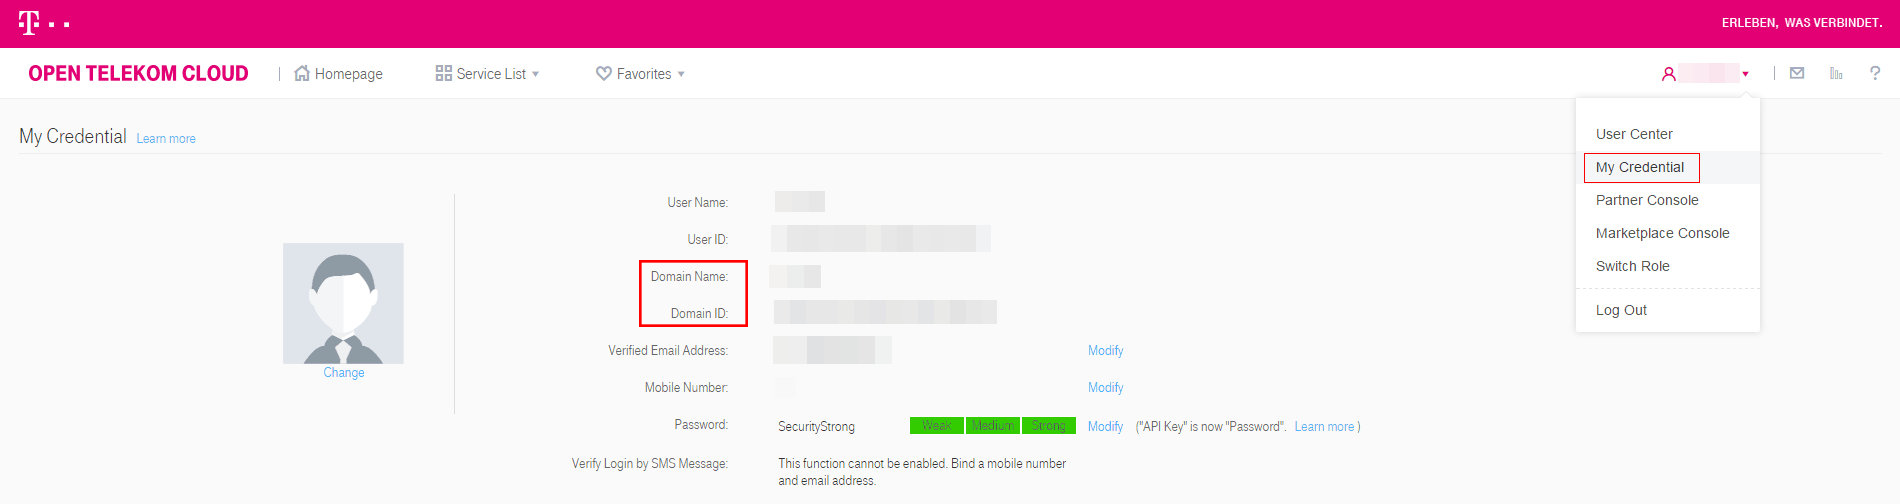 T
ERLEBEN, WAS VERBINDET.
OPEN TELEKOM CLOUD
Homepage
Service List
Favorites
My Credential Learn more
User Center
My Credential
Partner Console
Marketplace Console
Switch Role
Log Out
User Name:
User ID:
Domain Name:
Domain ID:
Verified Email Address: Modify
Mobile Number: Modify
Change
Password: SecurityStrong Weak Medium Strong Modify ("API Key" is now "Password". Learn more )
Verify Login by SMS Message: This function cannot be enabled. Bind a mobile number
and email address.